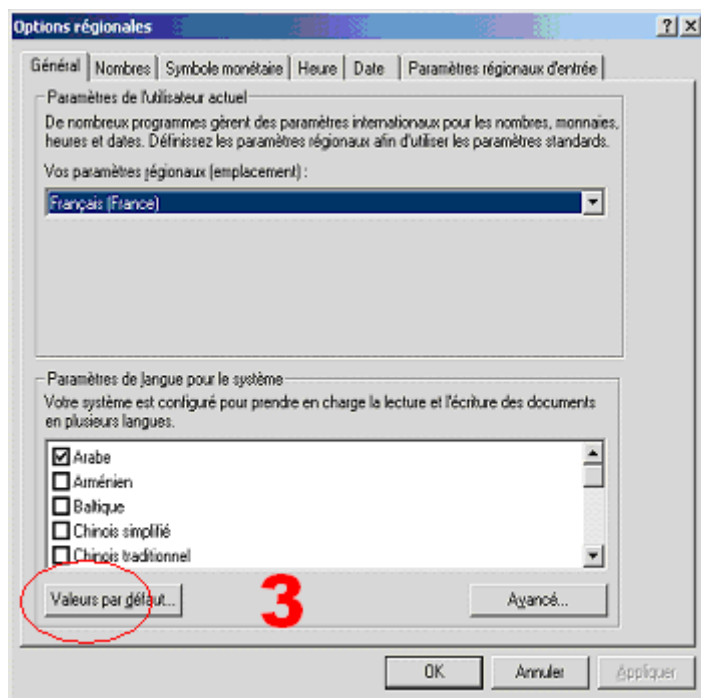 Options régionales
Général Nombres Symbole monétaire Heure Date Paramètres régionaux d'entrée
Paramètres de l'utilisateur actuel
De nombreux programmes gèrent des paramètres internationaux pour les nombres, monnaies,
heures et dates. Définissez les paramètres régionaux afin d'utiliser les paramètres standards.
Vos paramètres régionaux (emplacement) :
Français (France)
Paramètres de langue pour le système
Votre système est configuré pour prendre en charge la lecture et l'écriture des documents
en plusieurs langues.
Arabe
Arménien
Baltique
Chinois simplifié
Chinois traditionnel
Valeurs par défaut... 3 Avancé...
OK Annuler Appliquer